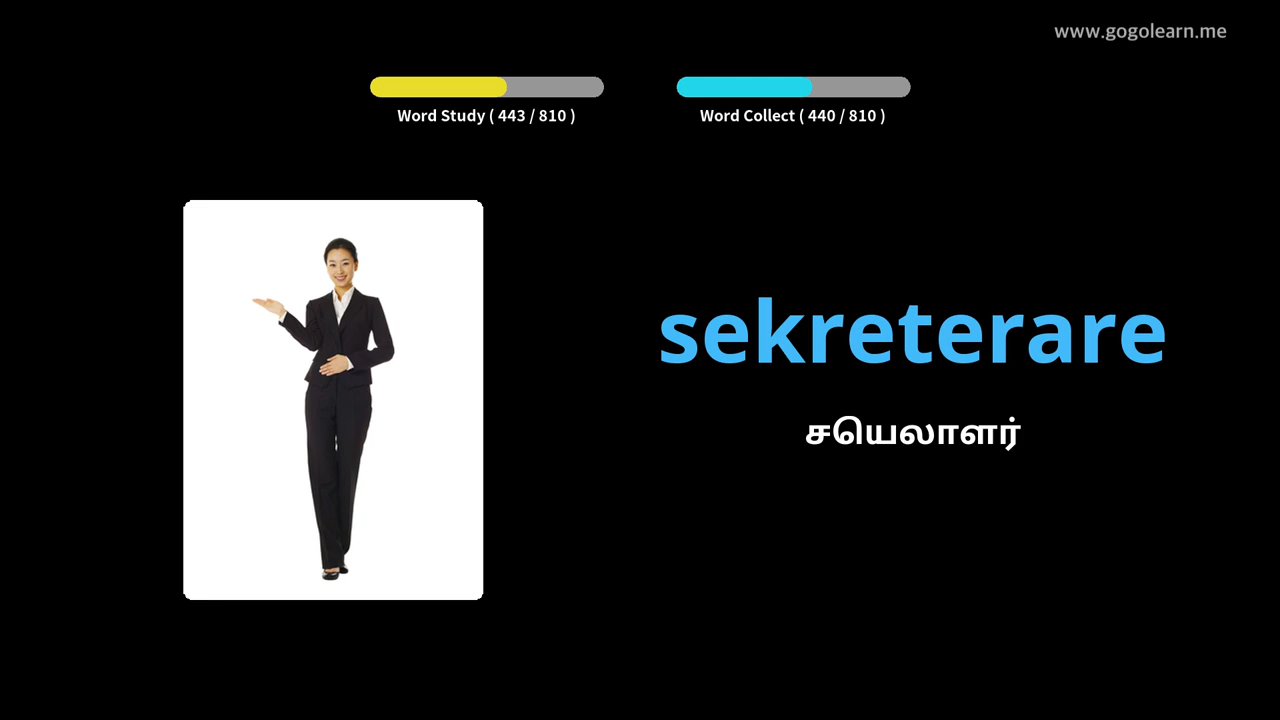 www.gogolearn.me
Word Study ( 443 / 810 )
Word Collect ( 440 / 810 )
sekreterare
சயெலாளர்